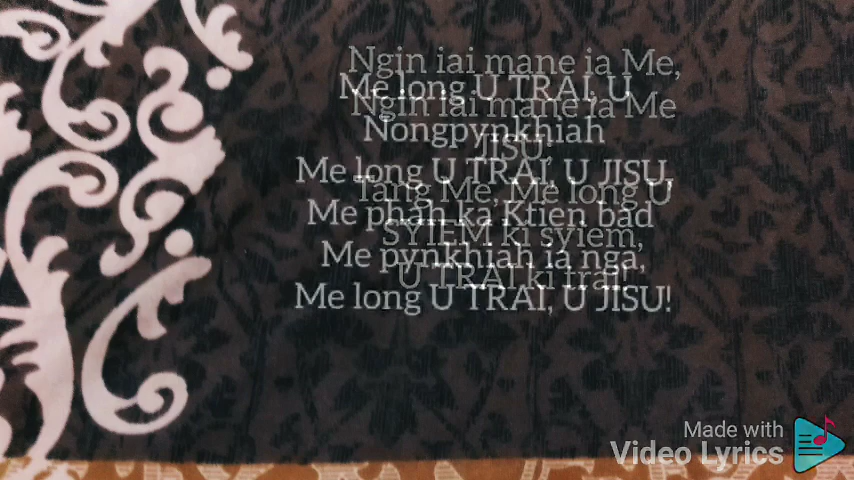 Ngin iai mane ia Me,
Me long U TRAI, U
Ngin iai mane ia Me
Nongpynkhiah
JISU,
Me long U TRAI, U JISU,
Tang Me, Me long U
Me phah ka Ktien bad
SYIEM ki syiem,
Me pynkhiah ia nga,
U TRAI ki trai
Me long U TRAI, U JISU!
Made with
Video Lyrics